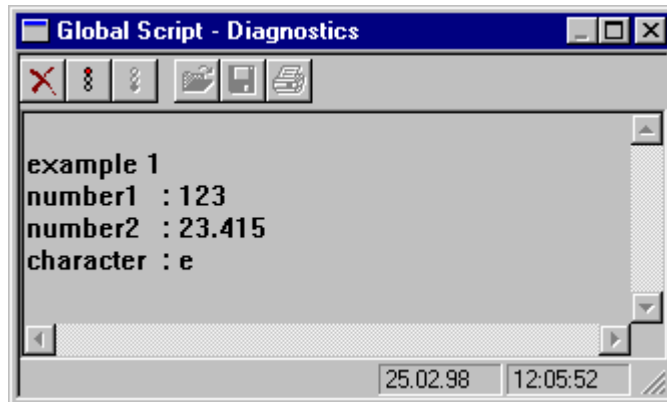 Global Script - Diagnostics
example 1
number1 : 123
number2 : 23.415
character : e
25.02.98 12:05:52